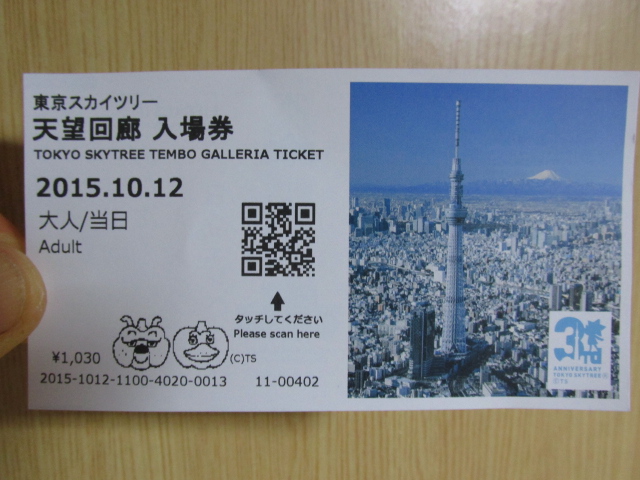 東京スカイツリー
天望回廊 入場券
TOKYO SKYTREE TEMBO GALLERIA TICKET
2015.10.12
大人/当日
Adult
タッチしてください
Please scan here
¥1,030
(C)TS
2015-1012-1100-4020-0013 11-00402
3rd
ANNIVERSARY
TOKYO SKYTREE®